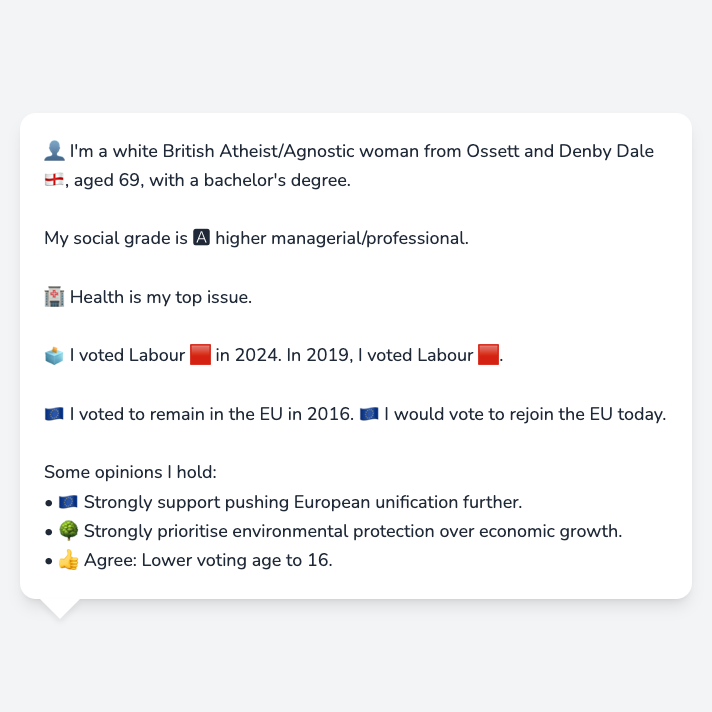 👤 I'm a white British Atheist/Agnostic woman from Ossett and Denby Dale
🏴󠁧󠁢󠁥󠁮󠁧󠁿, aged 69, with a bachelor's degree.
My social grade is 🅰 higher managerial/professional.
🏥 Health is my top issue.
🗳️ I voted Labour 🟥 in 2024. In 2019, I voted Labour 🟥.
🇪🇺 I voted to remain in the EU in 2016. 🇪🇺 I would vote to rejoin the EU today.
Some opinions I hold:
• 🇪🇺 Strongly support pushing European unification further.
• 🌳 Strongly prioritise environmental protection over economic growth.
• 👍 Agree: Lower voting age to 16.